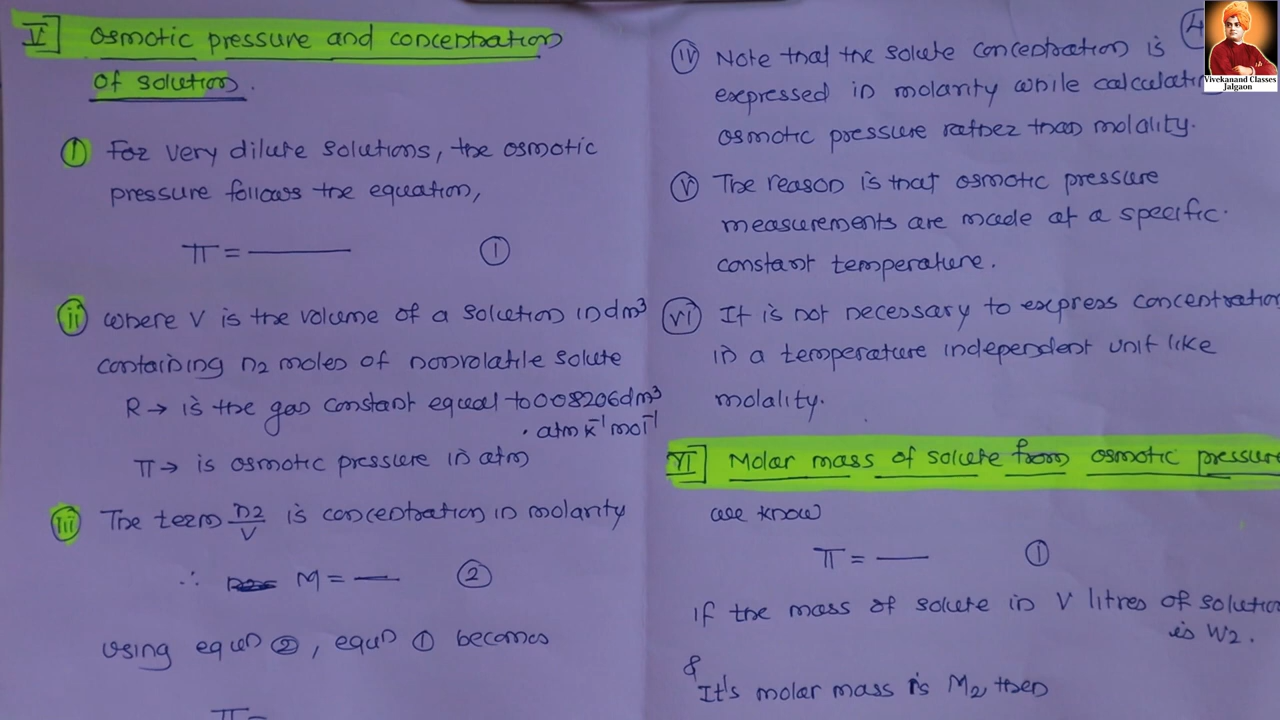 V] Osmotic pressure and concentration
of solution.
① For very dilute solutions, the osmotic
pressure follows the equation,
π = ———— ①
ⅱ where V is the volume of a solution in dm³
containing n2 moles of nonvolatile solute
R → is the gas constant equal to 0.08206 dm³
. atm K⁻¹ mol⁻¹
π → is osmotic pressure in atm
ⅲ The term n2/V is concentration in molarity
∴ M = — ②
using equn ②, equn ① becomes
π =
4
ⅳ Note that the solute concentration is
expressed in molarity while calculatin
osmotic pressure rather than molality.
ⅴ The reason is that osmotic pressure
measurements are made at a specific
constant temperature.
ⅵ It is not necessary to express concentration
in a temperature independent unit like
molality.
VI] Molar mass of solute from osmotic pressure
we know
π = —— ①
If the mass of solute in V litres of solution
is W2.
&
It's molar mass is M2 then
Vivekanand Classes
Jalgaon